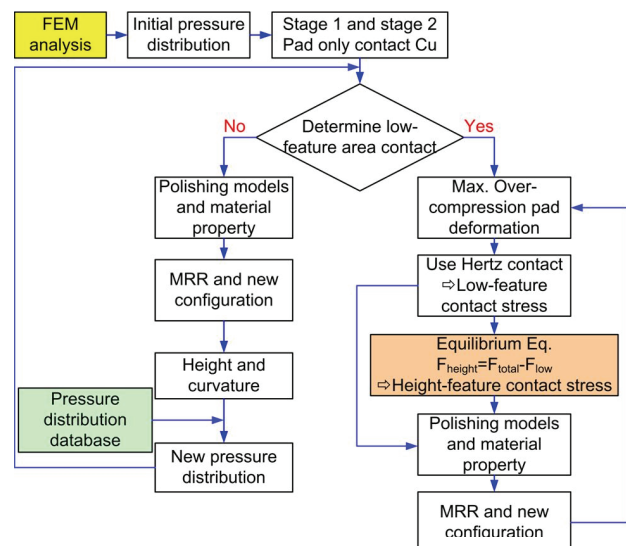 FEM
analysis
Initial pressure
distribution
Stage 1 and stage 2
Pad only contact Cu
Determine low-
feature area contact
No
Yes
Polishing models
and material
property
MRR and new
configuration
Height and
curvature
Pressure
distribution
database
New pressure
distribution
Max. Over-
compression pad
deformation
Use Hertz contact
⇨Low-feature
contact stress
Equilibrium Eq.
Fheight=Ftotal-Flow
⇨Height-feature contact stress
Polishing models
and material
property
MRR and new
configuration